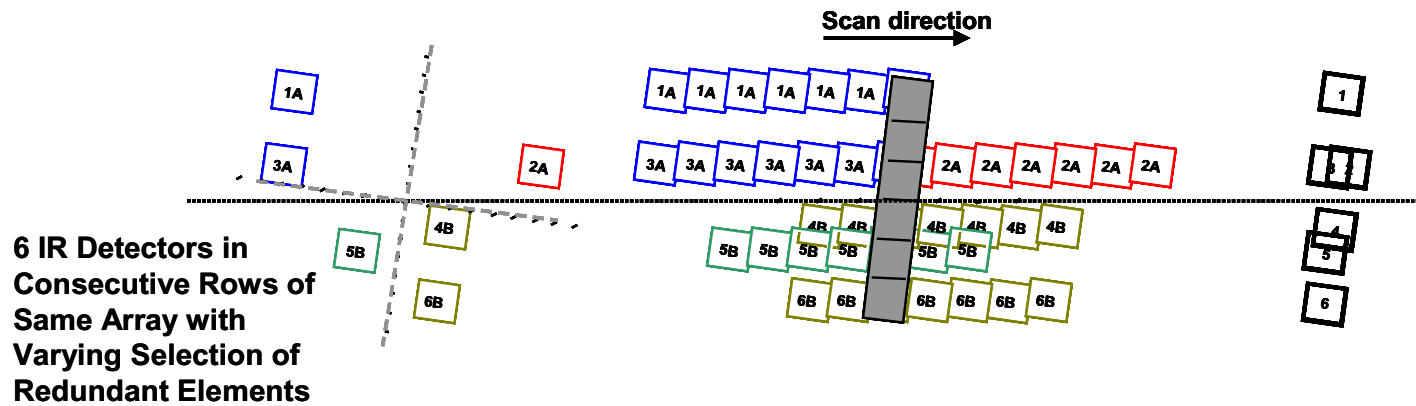 Scan direction
1A
1A 1A 1A 1A 1A 1A
1
3A
2A
3A 3A 3A 3A 3A 3A
2A 2A 2A 2A 2A 2A
3 2
4B
4B 4B 4B 4B 4B 4B
4
5B
5B 5B 5B 5B 5B 5B
5
6B
6B 6B 6B 6B 6B 6B
6
6 IR Detectors in
Consecutive Rows of
Same Array with
Varying Selection of
Redundant Elements